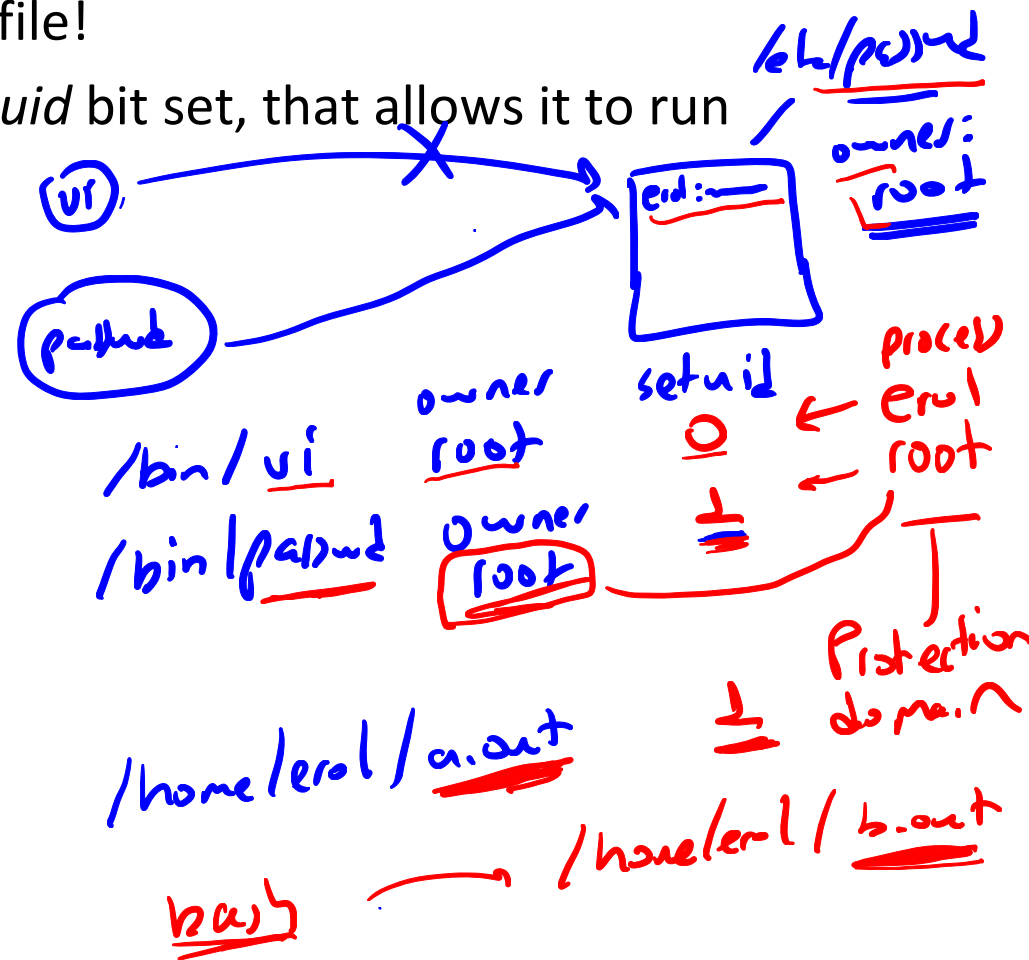 file!
uid bit set, that allows it to run
/etc/passwd
owner:
root
vi
erol:
passwd
process
setuid
erol
owner
/bin/vi root 0 root
owner
/bin/passwd root 1
Protection
domain
1
/home/erol/a.out
/home/erol/b.out
bash